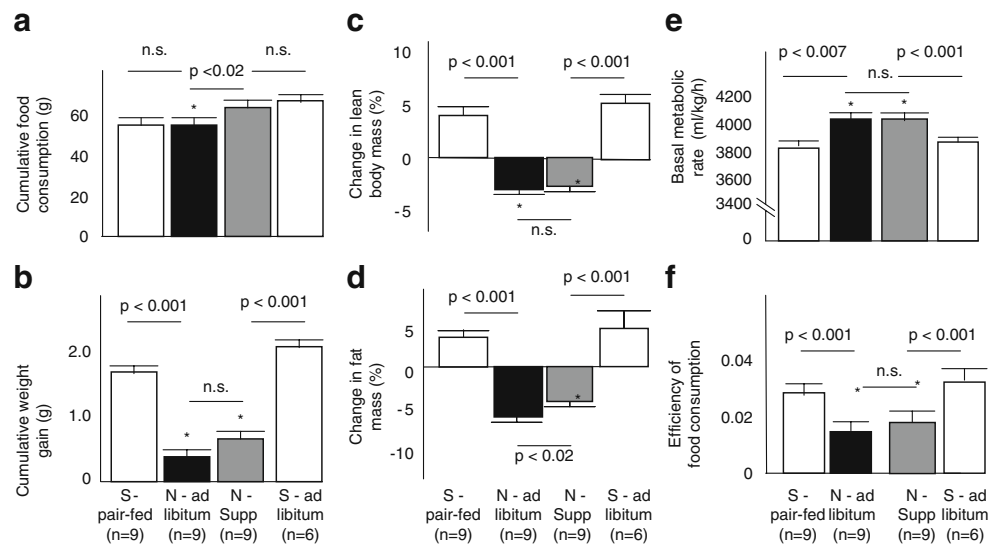 a
n.s. n.s.
p <0.02
*
Cumulative food
consumption (g)
60
40
20
0
b
p < 0.001 p < 0.001
n.s.
* *
Cumulative weight
gain (g)
2.0
1.0
0
S - pair-fed (n=9)
N - ad libitum (n=9)
N - Supp (n=9)
S - ad libitum (n=6)
c
p < 0.001 p < 0.001
Change in lean
body mass (%)
10
5
0
-5
* *
n.s.
d
p < 0.001 p < 0.001
Change in fat
mass (%)
5
0
-5
-10
*
p < 0.02
S - pair-fed (n=9)
N - ad libitum (n=9)
N - Supp (n=9)
S - ad libitum (n=6)
e
p < 0.007 p < 0.001
n.s.
* *
Basal metabolic
rate (ml/kg/h)
4200
4000
3800
3600
3400
0
f
p < 0.001 p < 0.001
n.s.
* *
Efficiency of
food consumption
0.04
0.02
0
S - pair-fed (n=9)
N - ad libitum (n=9)
N - Supp (n=9)
S - ad libitum (n=6)